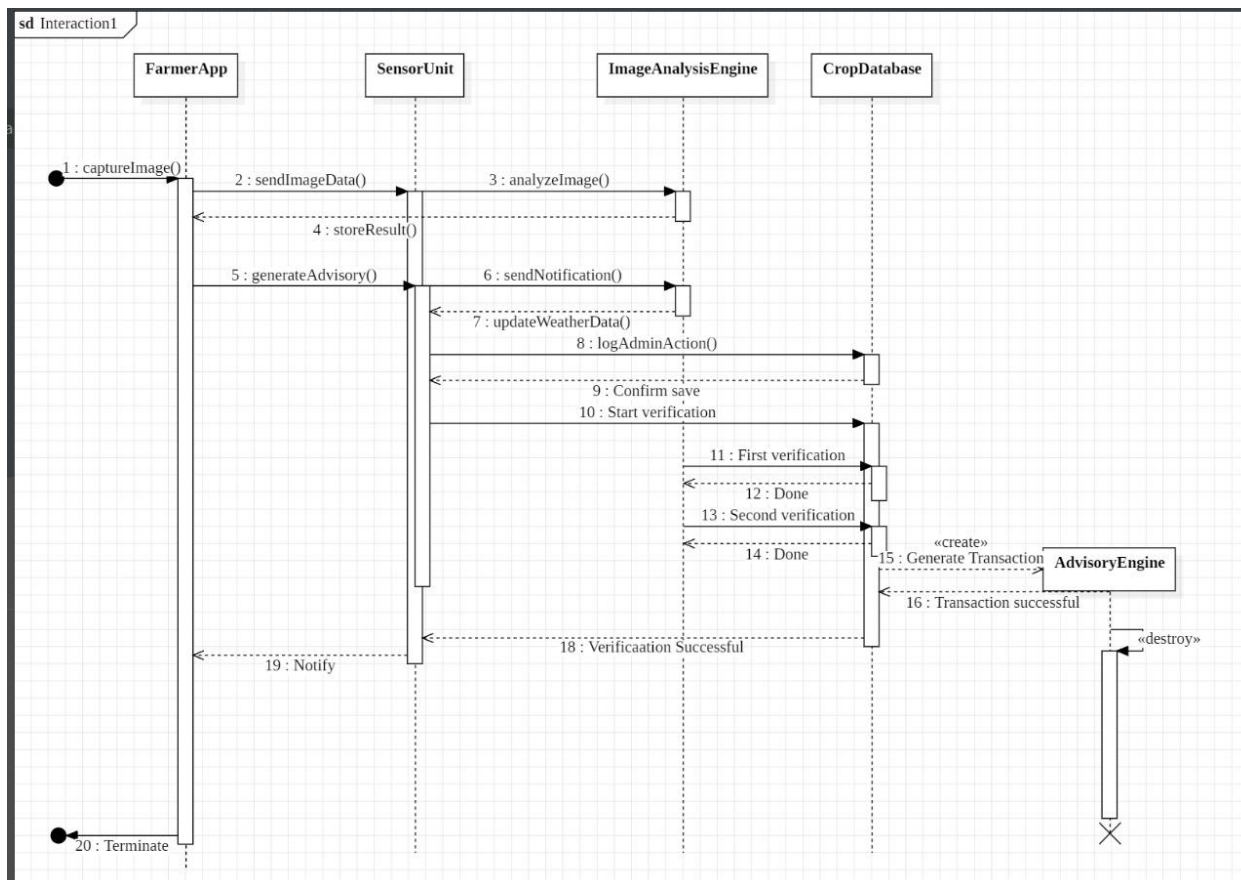 sd Interaction1
FarmerApp
SensorUnit
ImageAnalysisEngine
CropDatabase
1 : captureImage()
2 : sendImageData()
3 : analyzeImage()
4 : storeResult()
5 : generateAdvisory()
6 : sendNotification()
7 : updateWeatherData()
8 : logAdminAction()
9 : Confirm save
10 : Start verification
11 : First verification
12 : Done
13 : Second verification
14 : Done
«create»
15 : Generate Transaction
AdvisoryEngine
16 : Transaction successful
«destroy»
18 : Verificaation Successful
19 : Notify
20 : Terminate